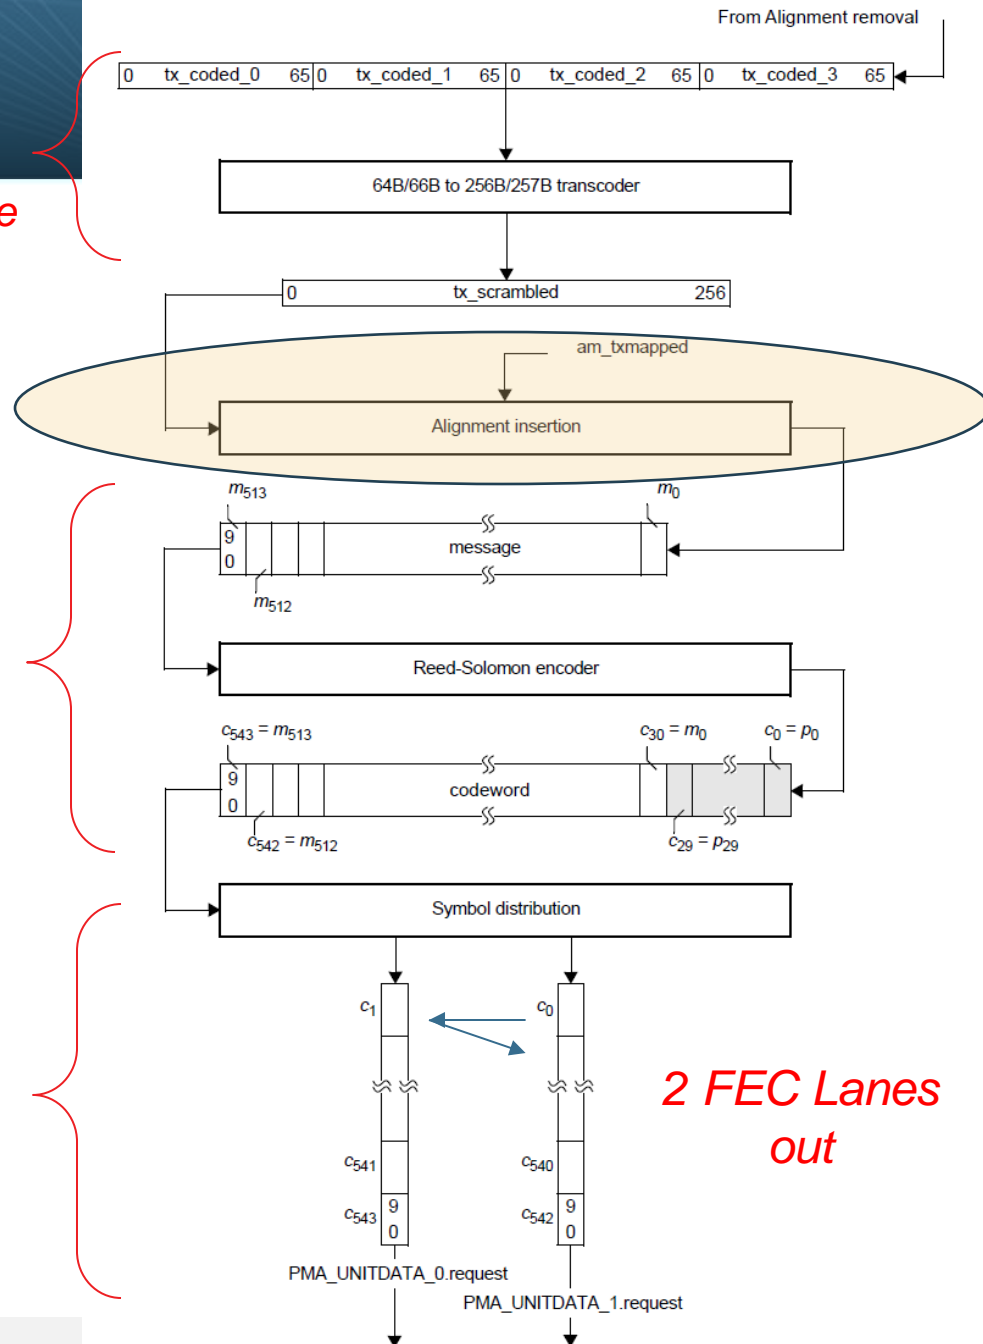 From Alignment removal
0 tx_coded_0 65 0 tx_coded_1 65 0 tx_coded_2 65 0 tx_coded_3 65
64B/66B to 256B/257B transcoder
e
0 tx_scrambled 256
am_txmapped
Alignment insertion
m513 m0
9
0
message
m512
Reed-Solomon encoder
c543 = m513 c30 = m0 c0 = p0
9
0
codeword
c542 = m512 c29 = p29
Symbol distribution
c1 c0
2 FEC Lanes
out
c541 c540
c543 9 c542 9
0 0
PMA_UNITDATA_0.request
PMA_UNITDATA_1.request